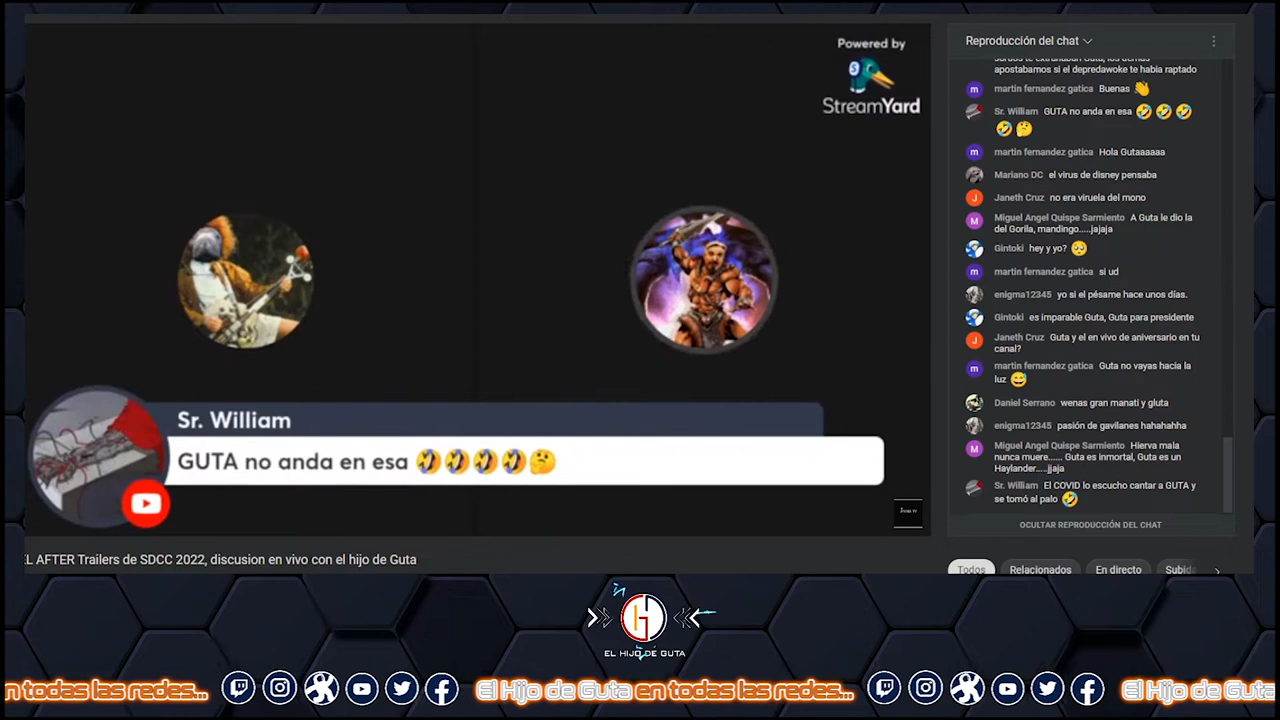 Powered by
StreamYard
Sr. William
GUTA no anda en esa 🤣🤣🤣🤣🤔
EL AFTER Trailers de SDCC 2022, discusion en vivo con el hijo de Guta
Reproducción del chat
apostabamos si el depredawoke te habia raptado
martin fernandez gatica Buenas 👋
Sr. William GUTA no anda en esa 🤣🤣🤣
🤣🤔
martin fernandez gatica Hola Gutaaaaaa
Mariano DC el virus de disney pensaba
Janeth Cruz no era viruela del mono
Miguel Angel Quispe Sarmiento A Guta le dio la
del Gorila, mandingo.....jajaja
Gintoki hey y yo? 🥺
martin fernandez gatica si ud
enigma12345 yo si el pésame hace unos días.
Gintoki es imparable Guta, Guta para presidente
Janeth Cruz Guta y el en vivo de aniversario en tu
canal?
martin fernandez gatica Guta no vayas hacia la
luz 😅
Daniel Serrano wenas gran manati y gluta
enigma12345 pasión de gavilanes hahahahha
Miguel Angel Quispe Sarmiento Hierva mala
nunca muere...... Guta es inmortal, Guta es un
Haylander.....jjaja
Sr. William El COVID lo escucho cantar a GUTA y
se tomó al palo 🤣
OCULTAR REPRODUCCIÓN DEL CHAT
Todos Relacionados En directo Subid
EL HIJO DE GUTA
n todas las redes... El Hijo de Guta en todas las redes... El Hijo de Guta